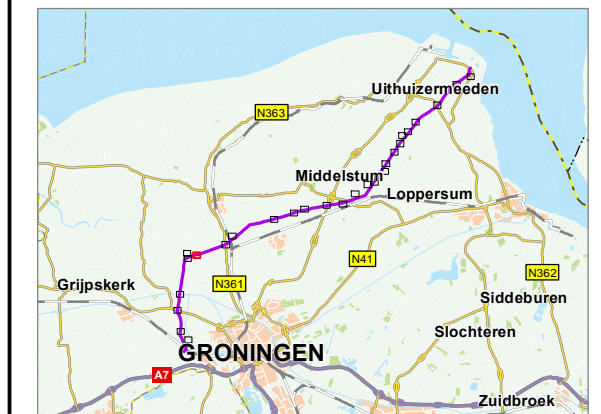 Uithuizermeeden
N363
Middelstum
Loppersum
N41
N362
Grijpskerk
N361
Siddeburen
Slochteren
GRONINGEN
A7
Zuidbroek